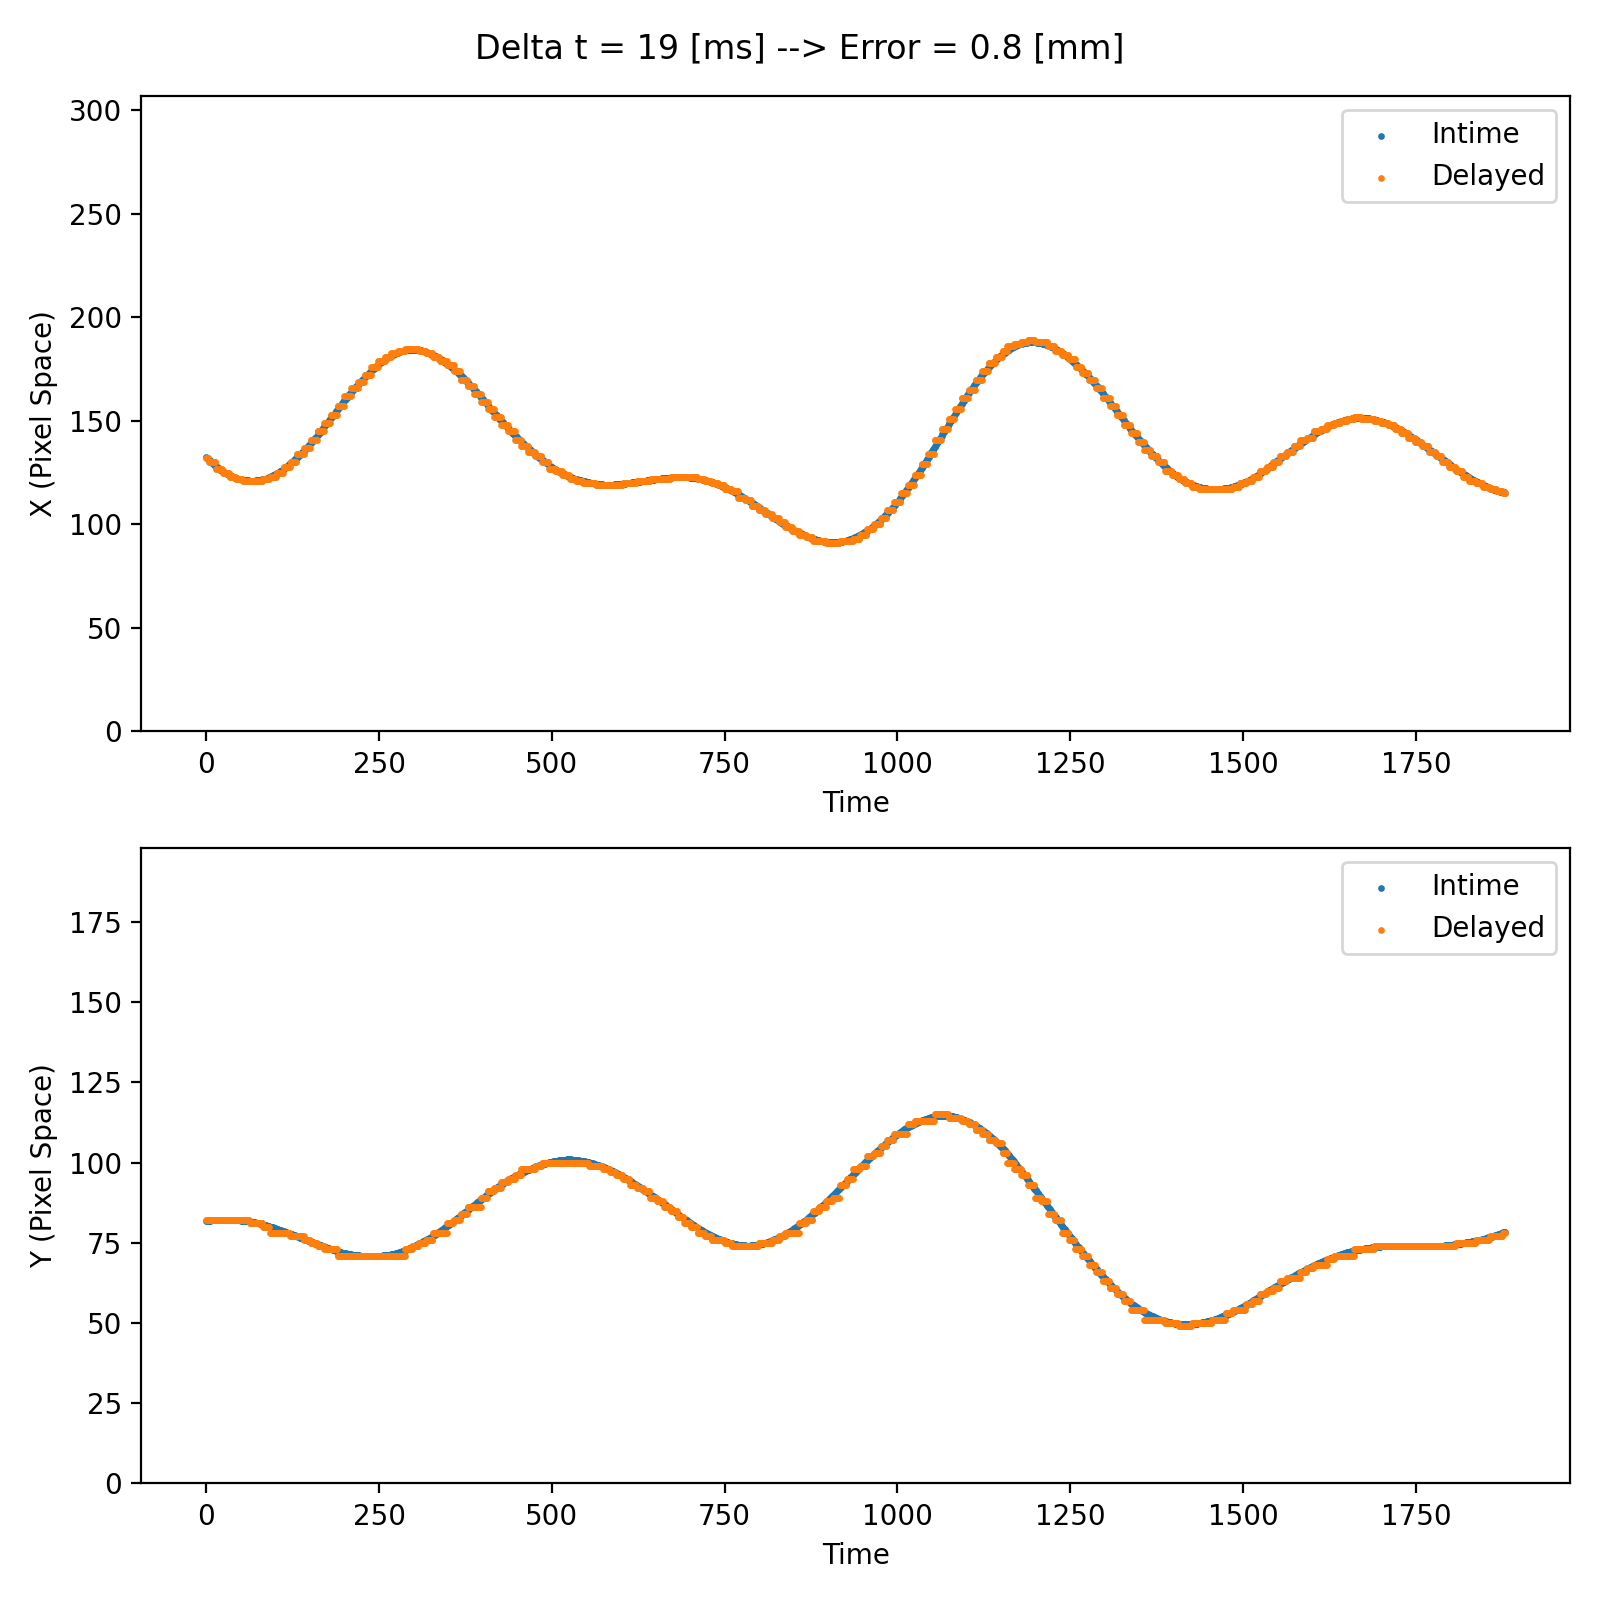 Delta t = 19 [ms] --> Error = 0.8 [mm]
300
250
200
150
100
50
0
X (Pixel Space)
Intime
Delayed
0 250 500 750 1000 1250 1500 1750
Time
175
150
125
100
75
50
25
0
Y (Pixel Space)
Intime
Delayed
0 250 500 750 1000 1250 1500 1750
Time